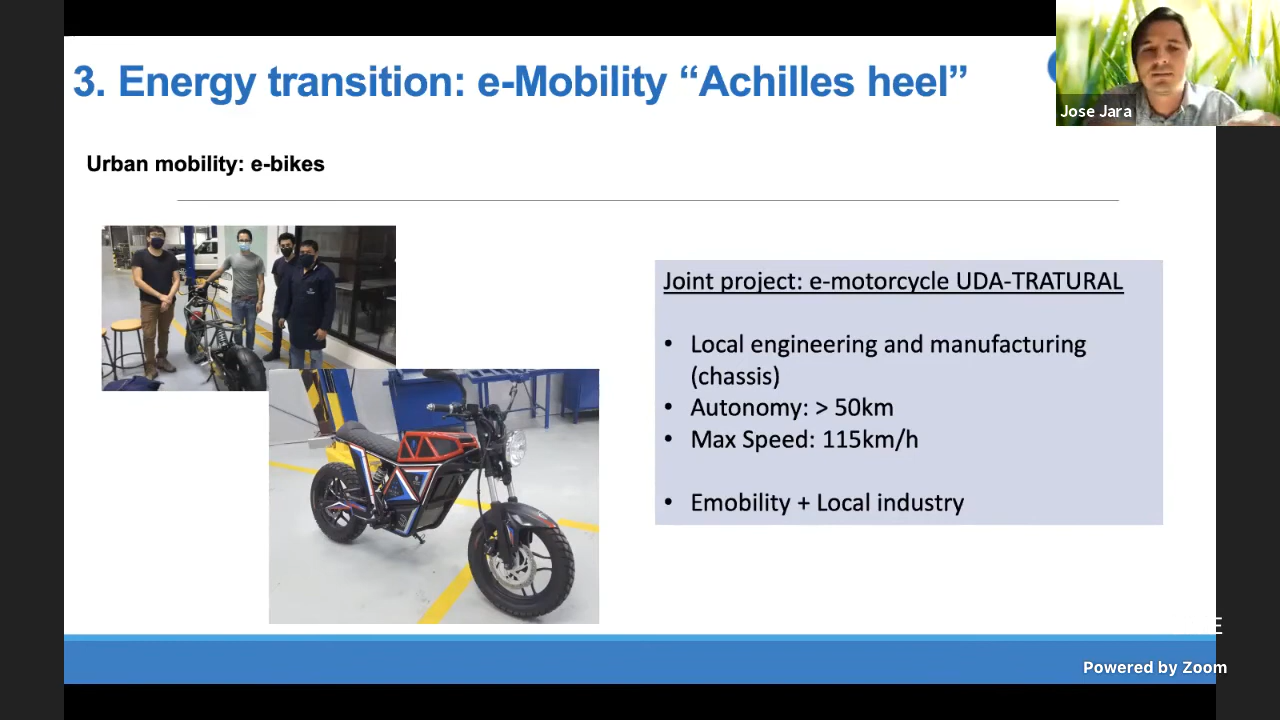 3. Energy transition: e-Mobility “Achilles heel”
Jose Jara
Urban mobility: e-bikes
Joint project: e-motorcycle UDA-TRATURAL
• Local engineering and manufacturing
(chassis)
• Autonomy: > 50km
• Max Speed: 115km/h
• Emobility + Local industry
E
Powered by Zoom